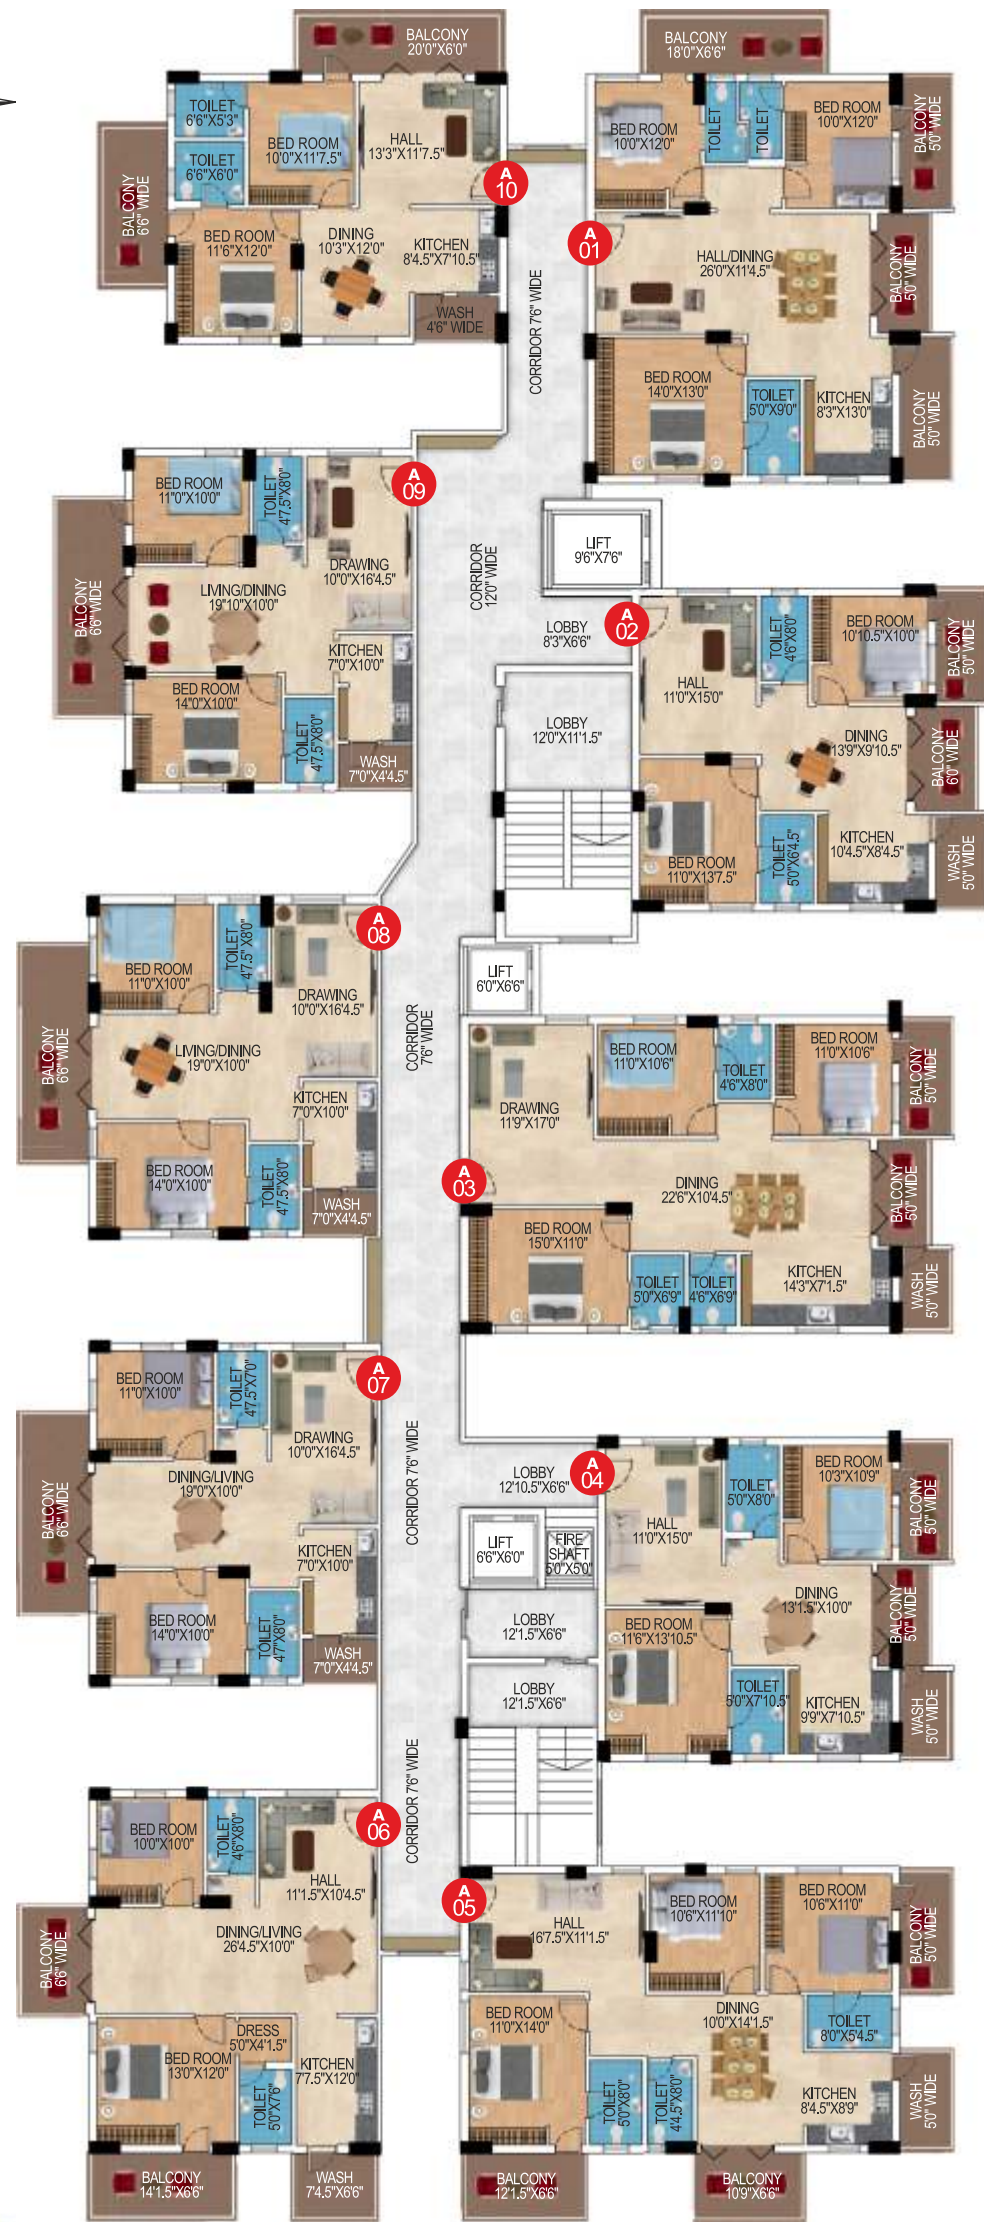 BALCONY
20'0"X6'0"
TOILET
6'6"X5'3"
BED ROOM
10'0"X11'7.5"
HALL
13'3"X11'7.5"
TOILET
6'6"X6'0"
BALCONY
6'6" WIDE
BED ROOM
11'6"X12'0"
DINING
10'3"X12'0"
KITCHEN
8'4.5"X7'10.5"
WASH
4'6" WIDE
A
10
BALCONY
18'0"X6'6"
BED ROOM
10'0"X12'0"
TOILET
TOILET
BED ROOM
10'0"X12'0"
BALCONY
5'0" WIDE
A
01
HALL/DINING
26'0"X11'4.5"
BALCONY
5'0" WIDE
BED ROOM
14'0"X13'0"
TOILET
5'0"X9'0"
KITCHEN
8'3"X13'0"
BALCONY
5'0" WIDE
CORRIDOR 7'6" WIDE
A
09
BED ROOM
11'0"X10'0"
TOILET
4'7.5"X8'0"
DRAWING
10'0"X16'4.5"
LIVING/DINING
19'10"X10'0"
BALCONY
6'6" WIDE
KITCHEN
7'0"X10'0"
BED ROOM
14'0"X10'0"
TOILET
4'7.5"X8'0"
WASH
7'0"X4'4.5"
CORRIDOR
12'0" WIDE
LIFT
9'6"X7'6"
LOBBY
8'3"X6'6"
LOBBY
12'0"X11'1.5"
A
02
HALL
11'0"X15'0"
TOILET
4'6"X8'0"
BED ROOM
10'10.5"X10'0"
BALCONY
5'0" WIDE
DINING
13'9"X9'10.5"
BALCONY
6'0" WIDE
BED ROOM
11'0"X13'7.5"
TOILET
5'0"X6'4.5"
KITCHEN
10'4.5"X8'4.5"
WASH
5'0" WIDE
A
08
BED ROOM
11'0"X10'0"
TOILET
4'7.5"X8'0"
DRAWING
10'0"X16'4.5"
LIVING/DINING
19'0"X10'0"
BALCONY
6'6" WIDE
KITCHEN
7'0"X10'0"
BED ROOM
14'0"X10'0"
TOILET
4'7.5"X8'0"
WASH
7'0"X4'4.5"
CORRIDOR
7'6" WIDE
LIFT
6'0"X6'6"
DRAWING
11'9"X17'0"
BED ROOM
11'0"X10'6"
TOILET
4'6"X8'0"
BED ROOM
11'0"X10'6"
BALCONY
5'0" WIDE
A
03
DINING
22'6"X10'4.5"
BALCONY
5'0" WIDE
BED ROOM
15'0"X11'0"
TOILET
5'0"X6'9"
TOILET
4'6"X6'9"
KITCHEN
14'3"X7'1.5"
WASH
5'0" WIDE
A
07
BED ROOM
11'0"X10'0"
TOILET
4'7.5"X7'0"
DRAWING
10'0"X16'4.5"
DINING/LIVING
19'0"X10'0"
BALCONY
6'6" WIDE
KITCHEN
7'0"X10'0"
BED ROOM
14'0"X10'0"
TOILET
4'7"X8'0"
WASH
7'0"X4'4.5"
CORRIDOR 7'6" WIDE
LOBBY
12'10.5"X6'6"
LIFT
6'6"X6'0"
FIRE
SHAFT
5'0"X5'0"
LOBBY
12'1.5"X6'6"
LOBBY
12'1.5"X6'6"
A
04
HALL
11'0"X15'0"
TOILET
5'0"X8'0"
BED ROOM
10'3"X10'9"
BALCONY
5'0" WIDE
DINING
13'1.5"X10'0"
BALCONY
5'0" WIDE
BED ROOM
11'6"X13'10.5"
TOILET
5'0"X7'10.5"
KITCHEN
9'9"X7'10.5"
WASH
5'0" WIDE
CORRIDOR 7'6" WIDE
A
06
BED ROOM
10'0"X10'0"
TOILET
4'6"X8'0"
HALL
11'1.5"X10'4.5"
DINING/LIVING
26'4.5"X10'0"
BALCONY
6'6" WIDE
DRESS
5'0"X4'1.5"
BED ROOM
13'0"X12'0"
TOILET
5'0"X7'6"
KITCHEN
7'7.5"X12'0"
BALCONY
14'1.5"X6'6"
WASH
7'4.5"X6'6"
A
05
HALL
16'7.5"X11'1.5"
BED ROOM
10'6"X11'10"
BED ROOM
10'6"X11'0"
BALCONY
5'0" WIDE
BED ROOM
11'0"X14'0"
DINING
10'0"X14'1.5"
TOILET
8'0"X5'4.5"
TOILET
5'0"X8'0"
TOILET
4'4.5"X8'0"
KITCHEN
8'4.5"X8'9"
WASH
5'0" WIDE
BALCONY
12'1.5"X6'6"
BALCONY
10'9"X6'6"